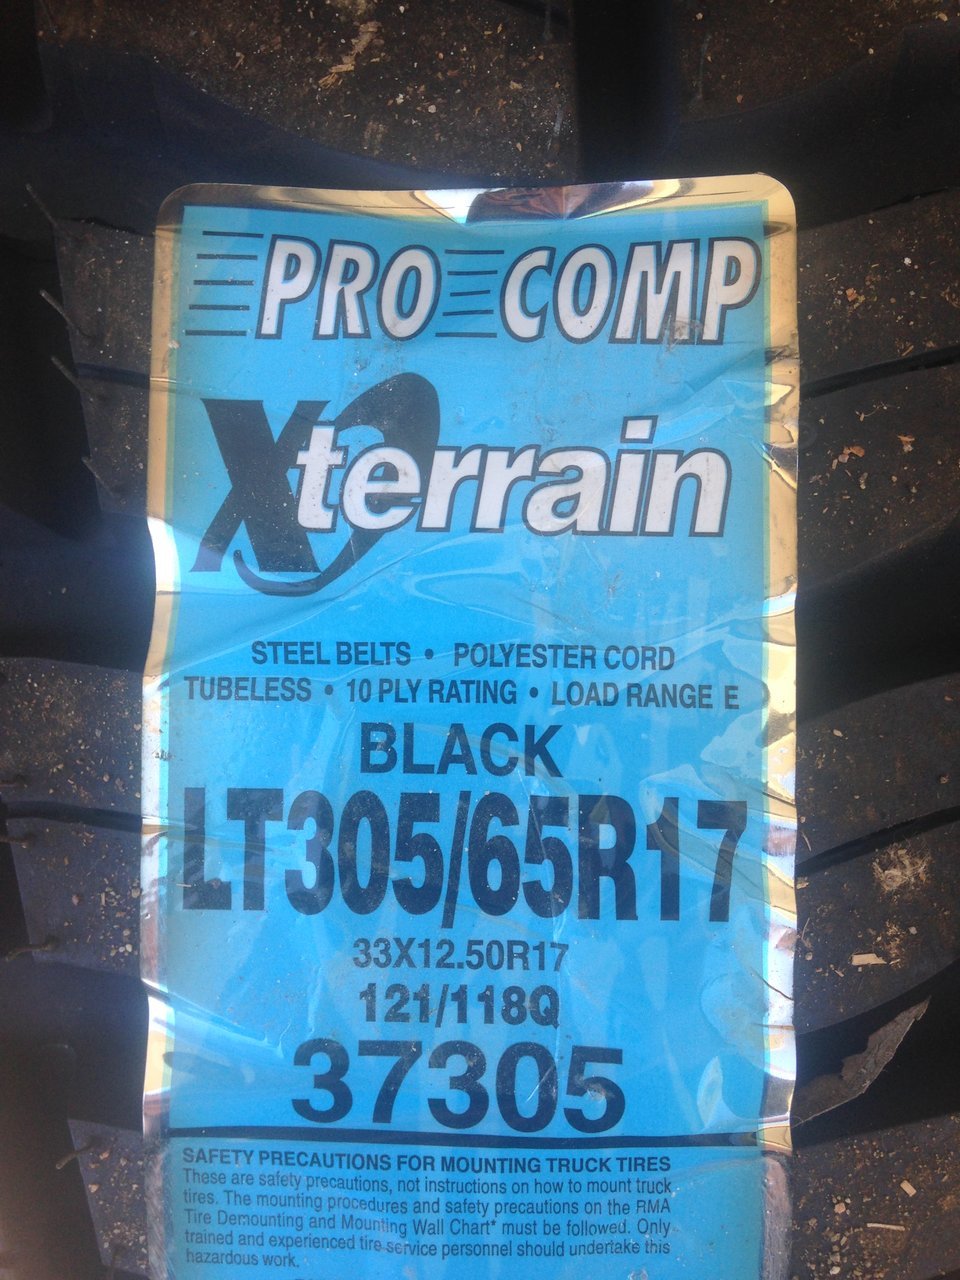 PRO COMP
Xterrain
STEEL BELTS • POLYESTER CORD
TUBELESS • 10 PLY RATING • LOAD RANGE E
BLACK
LT305/65R17
33X12.50R17
121/118Q
37305
SAFETY PRECAUTIONS FOR MOUNTING TRUCK TIRES
These are safety precautions, not instructions on how to mount truck
tires. The mounting procedures and safety precautions on the RMA
Tire Demounting and Mounting Wall Chart* must be followed. Only
trained and experienced tire service personnel should undertake this
hazardous work.